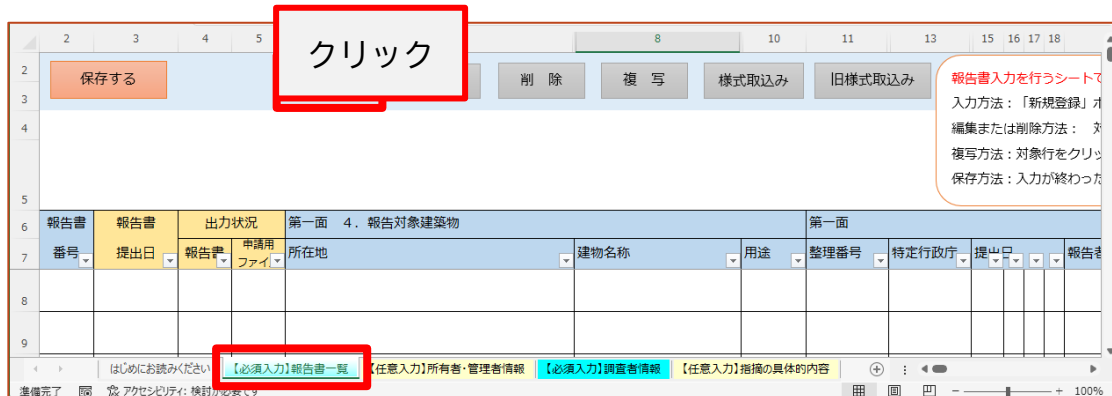 クリック
2 3 4 5 8 10 11 13 15 16 17 18
2
保存する 削 除 複 写 様式取込み 旧様式取込み
3
報告書入力を行うシートで
入力方法:「新規登録」ボ
4
編集または削除方法: 対
複写方法:対象行をクリッ
保存方法:入力が終わった
5
6 報告書 報告書 出力状況 第一面 4.報告対象建築物 第一面
7 番号 提出日 報告書 申請用 所在地 建物名称 用途 整理番号 特定行政庁 提出日 報告者
ファイ
8
9
はじめにお読みください 【必須入力】報告書一覧 【任意入力】所有者・管理者情報 【必須入力】調査者情報 【任意入力】指摘の具体的内容
準備完了 アクセシビリティ: 検討が必要です 100%